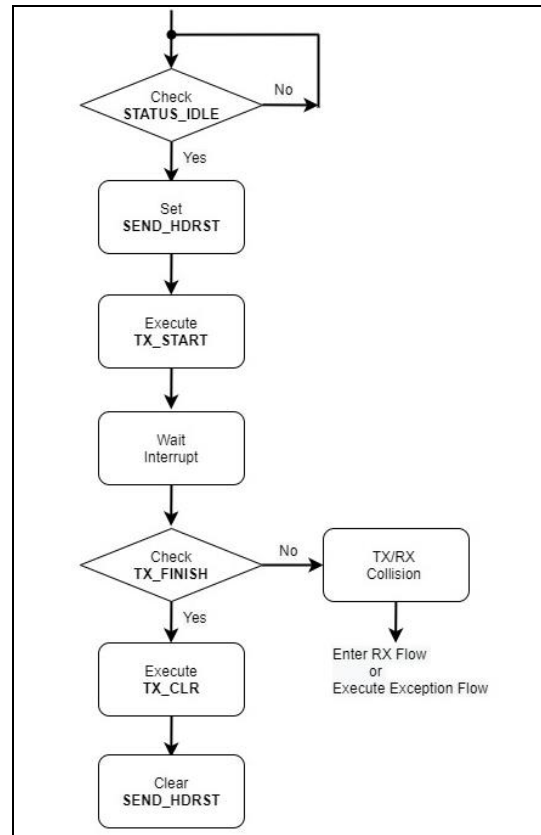 Check
STATUS_IDLE
No
Yes
Set
SEND_HDRST
Execute
TX_START
Wait
Interrupt
Check
TX_FINISH
No
TX/RX
Collision
Yes
Enter RX Flow
or
Execute Exception Flow
Execute
TX_CLR
Clear
SEND_HDRST